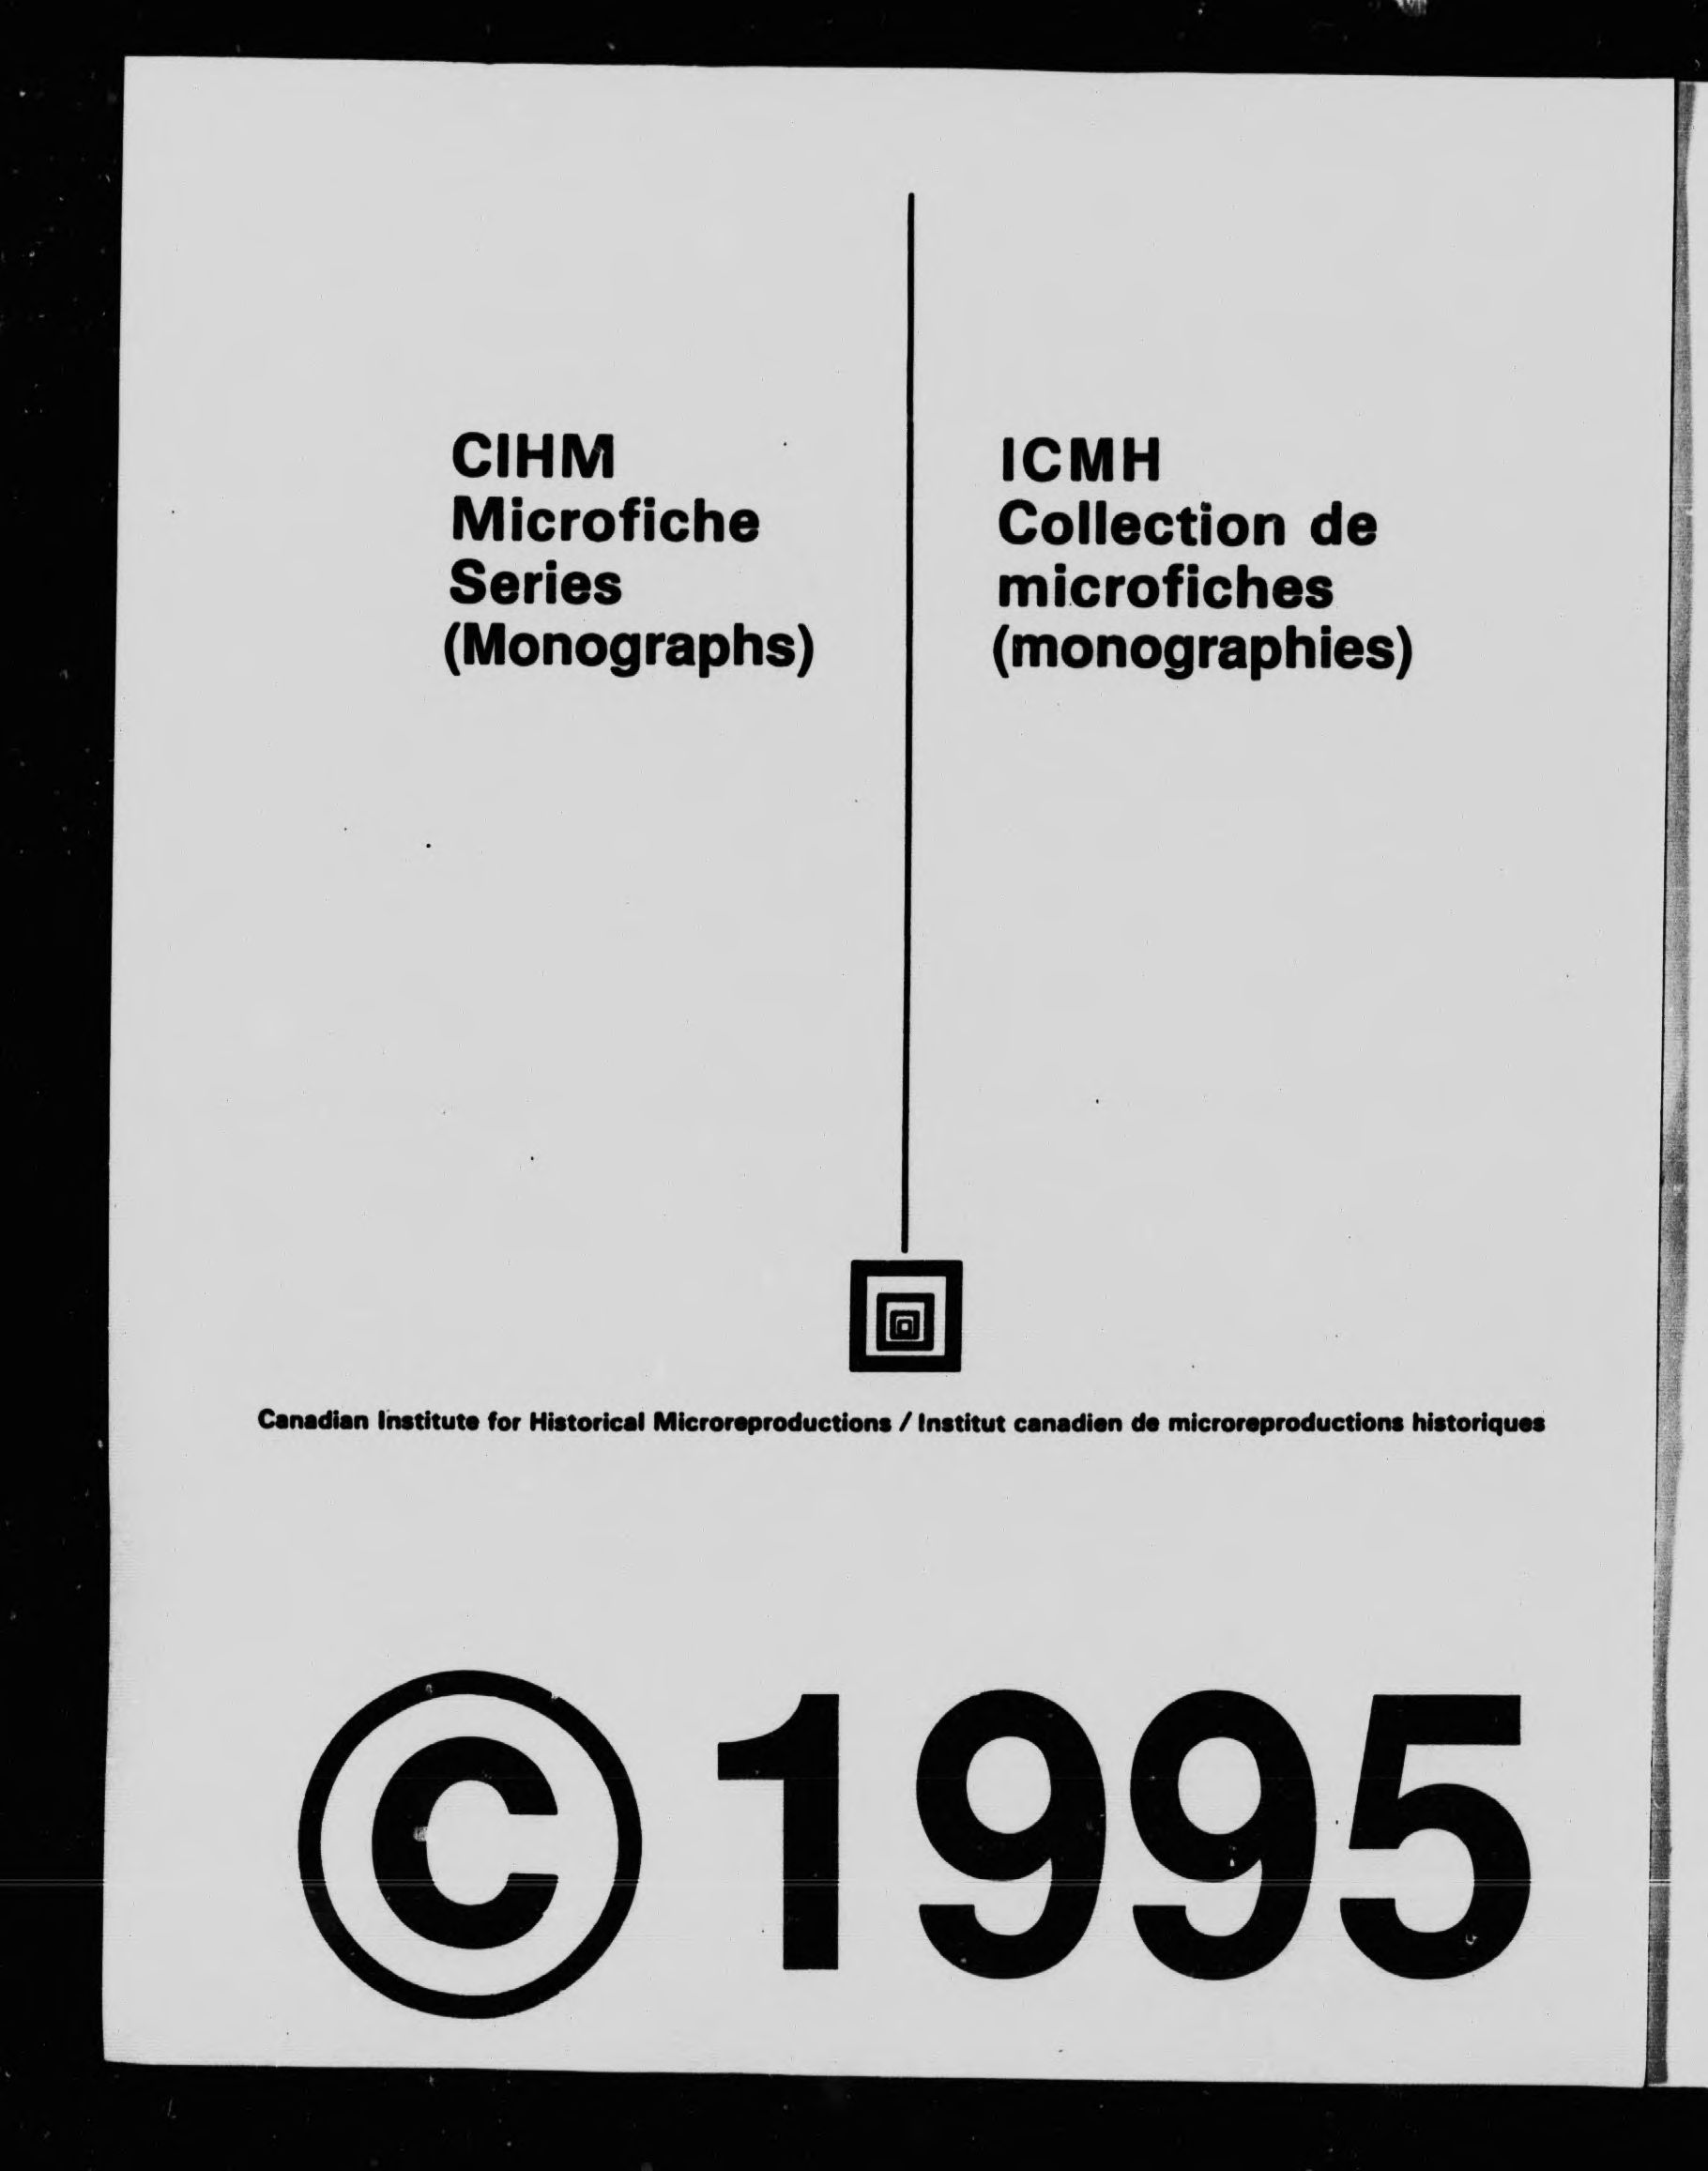 CIHM
Microfiche
Series
(Monographs)
ICMH
Collection de
microfiches
(monographies)
Canadian Institute for Historical Microreproductions / Institut canadien de microreproductions historiques
© 1995